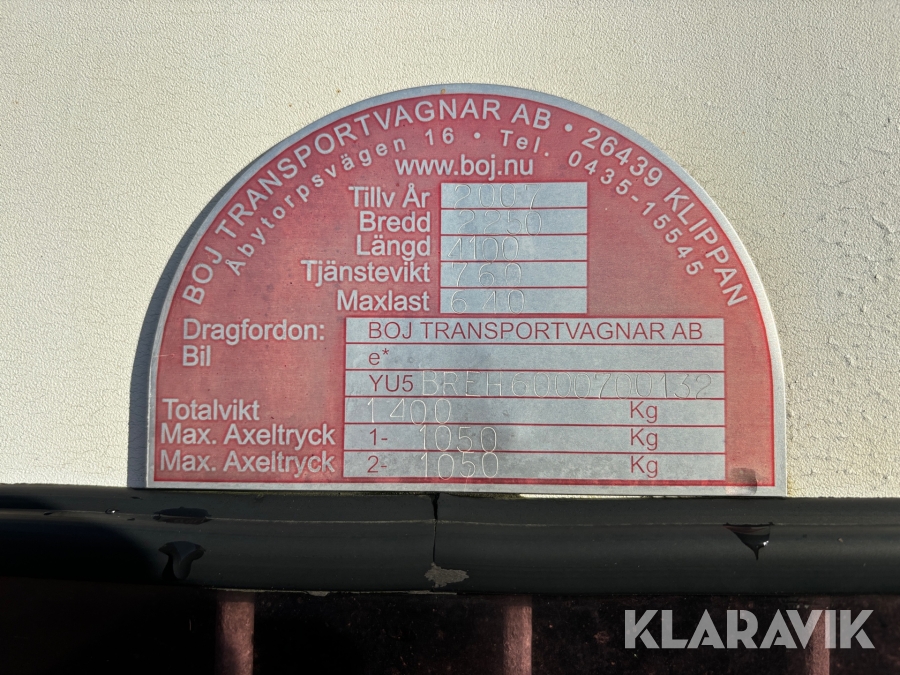 BOJ TRANSPORTVAGNAR AB • 26439 KLIPPAN
Åbytorpsvägen 16 • Tel. 0435-15545
www.boj.nu
Tillv År 2007
Bredd 2250
Längd 4100
Tjänstevikt 760
Maxlast 640
Dragfordon: BOJ TRANSPORTVAGNAR AB
Bil e*
YU5 BREH6000700132
Totalvikt 1400 Kg
Max. Axeltryck 1- 1050 Kg
Max. Axeltryck 2- 1050 Kg
KLARAVIK